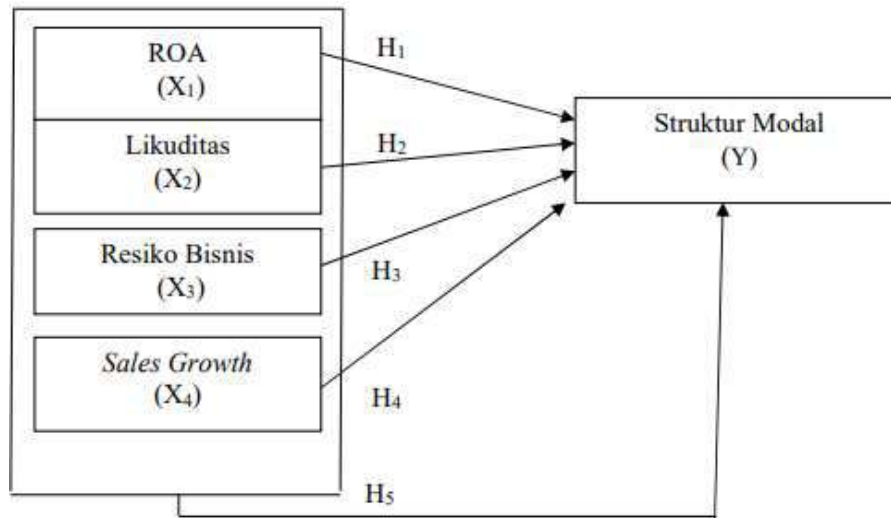 ROA
(X₁)
Likuditas
(X₂)
Resiko Bisnis
(X₃)
Sales Growth
(X₄)
H₁
H₂
H₃
H₄
H₅
Struktur Modal
(Y)